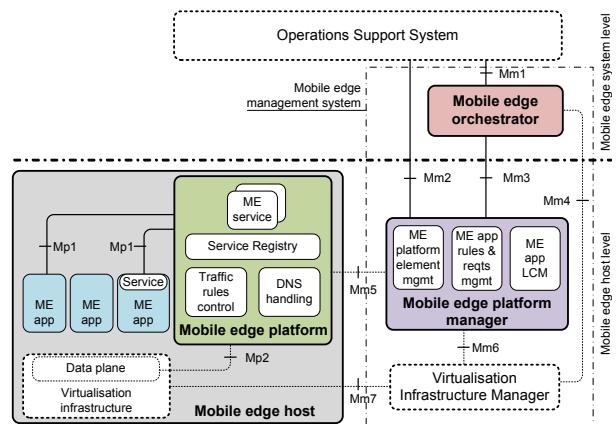 Operations Support System
Mm1
Mobile edge
management system
Mobile edge
orchestrator
Mobile edge system level
Mm2
Mm3
Mm4
ME
service
Mp1
Mp1
Service Registry
ME
platform
element
mgmt
ME app
rules &
reqts
mgmt
ME
app
LCM
Service
ME
app
ME
app
ME
app
Traffic
rules
control
DNS
handling
Mm5
Mobile edge platform
Mobile edge platform
manager
Mobile edge host level
Data plane
Mp2
Mm6
Virtualisation
infrastructure
Mm7
Virtualisation
Infrastructure Manager
Mobile edge host